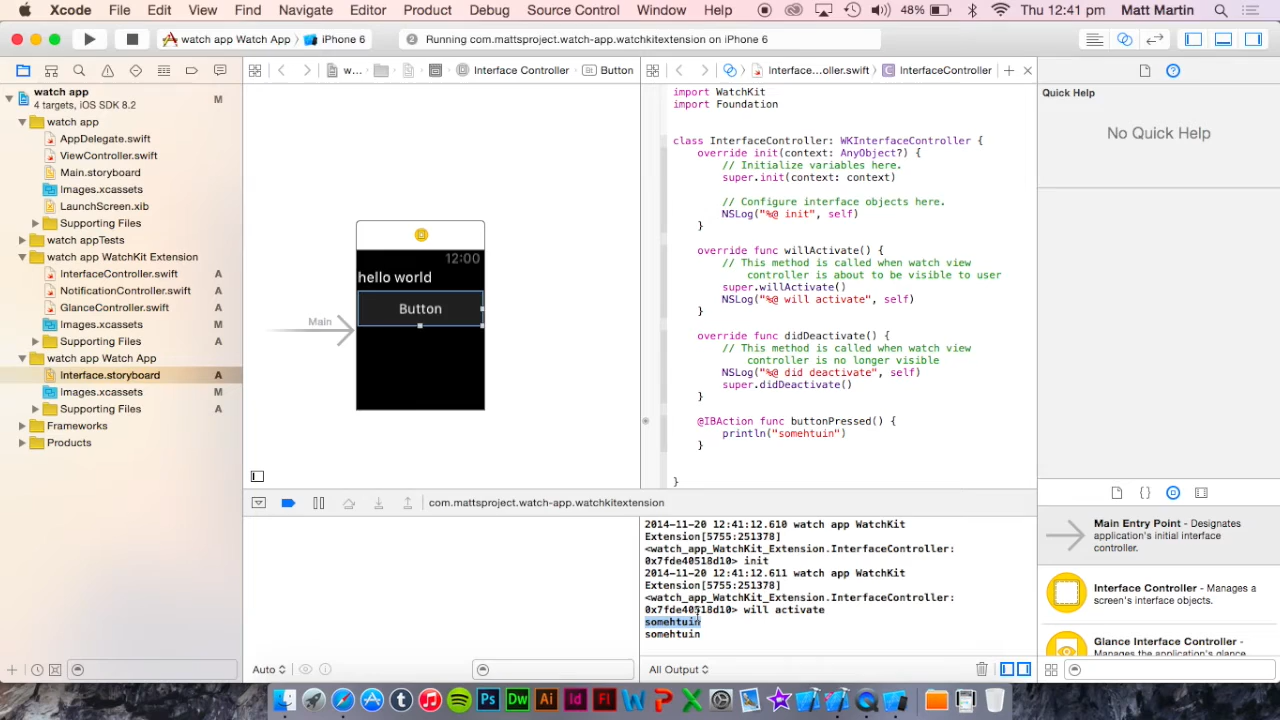 Xcode File Edit View Find Navigate Editor Product Debug Source Control Window Help 48% Thu 12:41 pm Matt Martin
watch app Watch App iPhone 6
2 Running com.mattsproject.watch-app.watchkitextension on iPhone 6
w... Interface Controller Button
Interface...oller.swift InterfaceController
watch app M
4 targets, iOS SDK 8.2
watch app
AppDelegate.swift
ViewController.swift
Main.storyboard
Images.xcassets
LaunchScreen.xib
Supporting Files
watch appTests
watch app WatchKit Extension
InterfaceController.swift A
NotificationController.swift A
GlanceController.swift A
Images.xcassets M
Supporting Files A
watch app Watch App
Interface.storyboard A
Images.xcassets M
Supporting Files A
Frameworks
Products
Main
12:00
hello world
Button
import WatchKit
import Foundation
class InterfaceController: WKInterfaceController {
override init(context: AnyObject?) {
// Initialize variables here.
super.init(context: context)
// Configure interface objects here.
NSLog("%@ init", self)
}
override func willActivate() {
// This method is called when watch view
controller is about to be visible to user
super.willActivate()
NSLog("%@ will activate", self)
}
override func didDeactivate() {
// This method is called when watch view
controller is no longer visible
NSLog("%@ did deactivate", self)
super.didDeactivate()
}
@IBAction func buttonPressed() {
println("somehtuin")
}
}
Quick Help
No Quick Help
com.mattsproject.watch-app.watchkitextension
2014-11-20 12:41:12.610 watch app WatchKit
Extension[5755:251378]
<watch_app_WatchKit_Extension.InterfaceController:
0x7fde40518d10> init
2014-11-20 12:41:12.611 watch app WatchKit
Extension[5755:251378]
<watch_app_WatchKit_Extension.InterfaceController:
0x7fde40518d10> will activate
somehtuin
somehtuin
Auto
All Output
Main Entry Point - Designates
application's initial interface
controller.
Interface Controller - Manages a
screen's interface objects.
Glance Interface Controller -
Manages the application's glance
Ps Dw Ai Id Fl